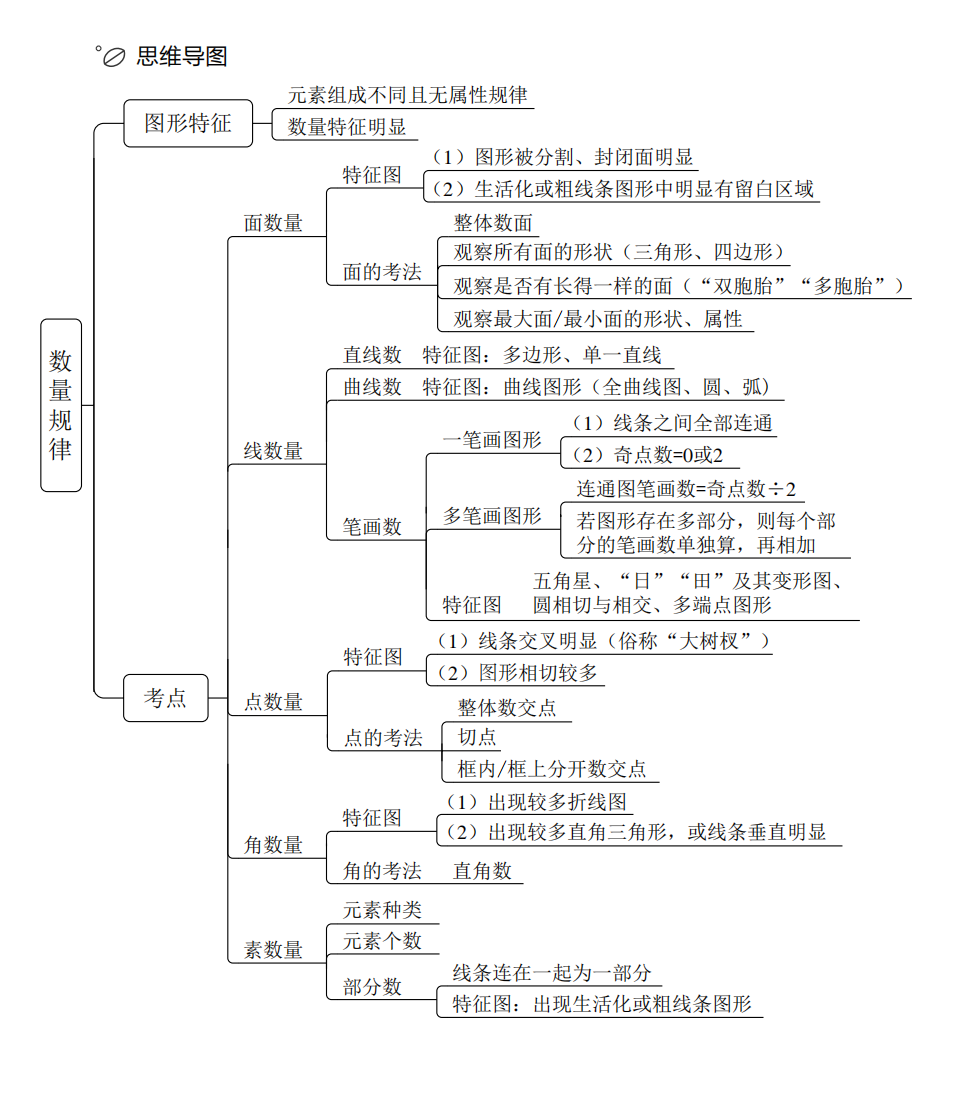 思维导图
元素组成不同且无属性规律
图形特征
数量特征明显
（1）图形被分割、封闭面明显
特征图
（2）生活化或粗线条图形中明显有留白区域
面数量
整体数面
观察所有面的形状（三角形、四边形）
面的考法
观察是否有长得一样的面（“双胞胎”“多胞胎”）
观察最大面/最小面的形状、属性
数量规律
直线数 特征图：多边形、单一直线
曲线数 特征图：曲线图形（全曲线图、圆、弧）
（1）线条之间全部连通
一笔画图形
线数量
（2）奇点数=0或2
连通图笔画数=奇点数÷2
多笔画图形
若图形存在多部分，则每个部
分的笔画数单独算，再相加
笔画数
五角星、“日”“田”及其变形图、
特征图 圆相切与相交、多端点图形
（1）线条交叉明显（俗称“大树杈”）
特征图
（2）图形相切较多
考点
点数量
整体数交点
点的考法 切点
框内/框上分开数交点
（1）出现较多折线图
特征图
（2）出现较多直角三角形，或线条垂直明显
角数量
角的考法 直角数
元素种类
素数量
元素个数
线条连在一起为一部分
部分数
特征图：出现生活化或粗线条图形